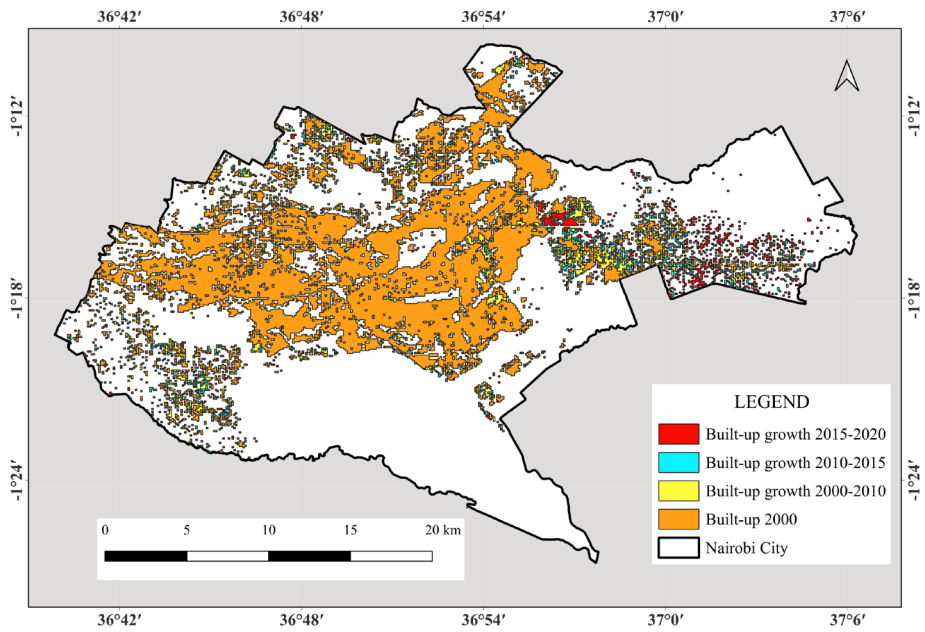 36°42′ 36°48′ 36°54′ 37°0′ 37°6′
-1°12′ -1°12′
-1°18′ -1°18′
LEGEND
Built-up growth 2015-2020
Built-up growth 2010-2015
Built-up growth 2000-2010
Built-up 2000
Nairobi City
-1°24′ -1°24′
0 5 10 15 20 km
36°42′ 36°48′ 36°54′ 37°0′ 37°6′